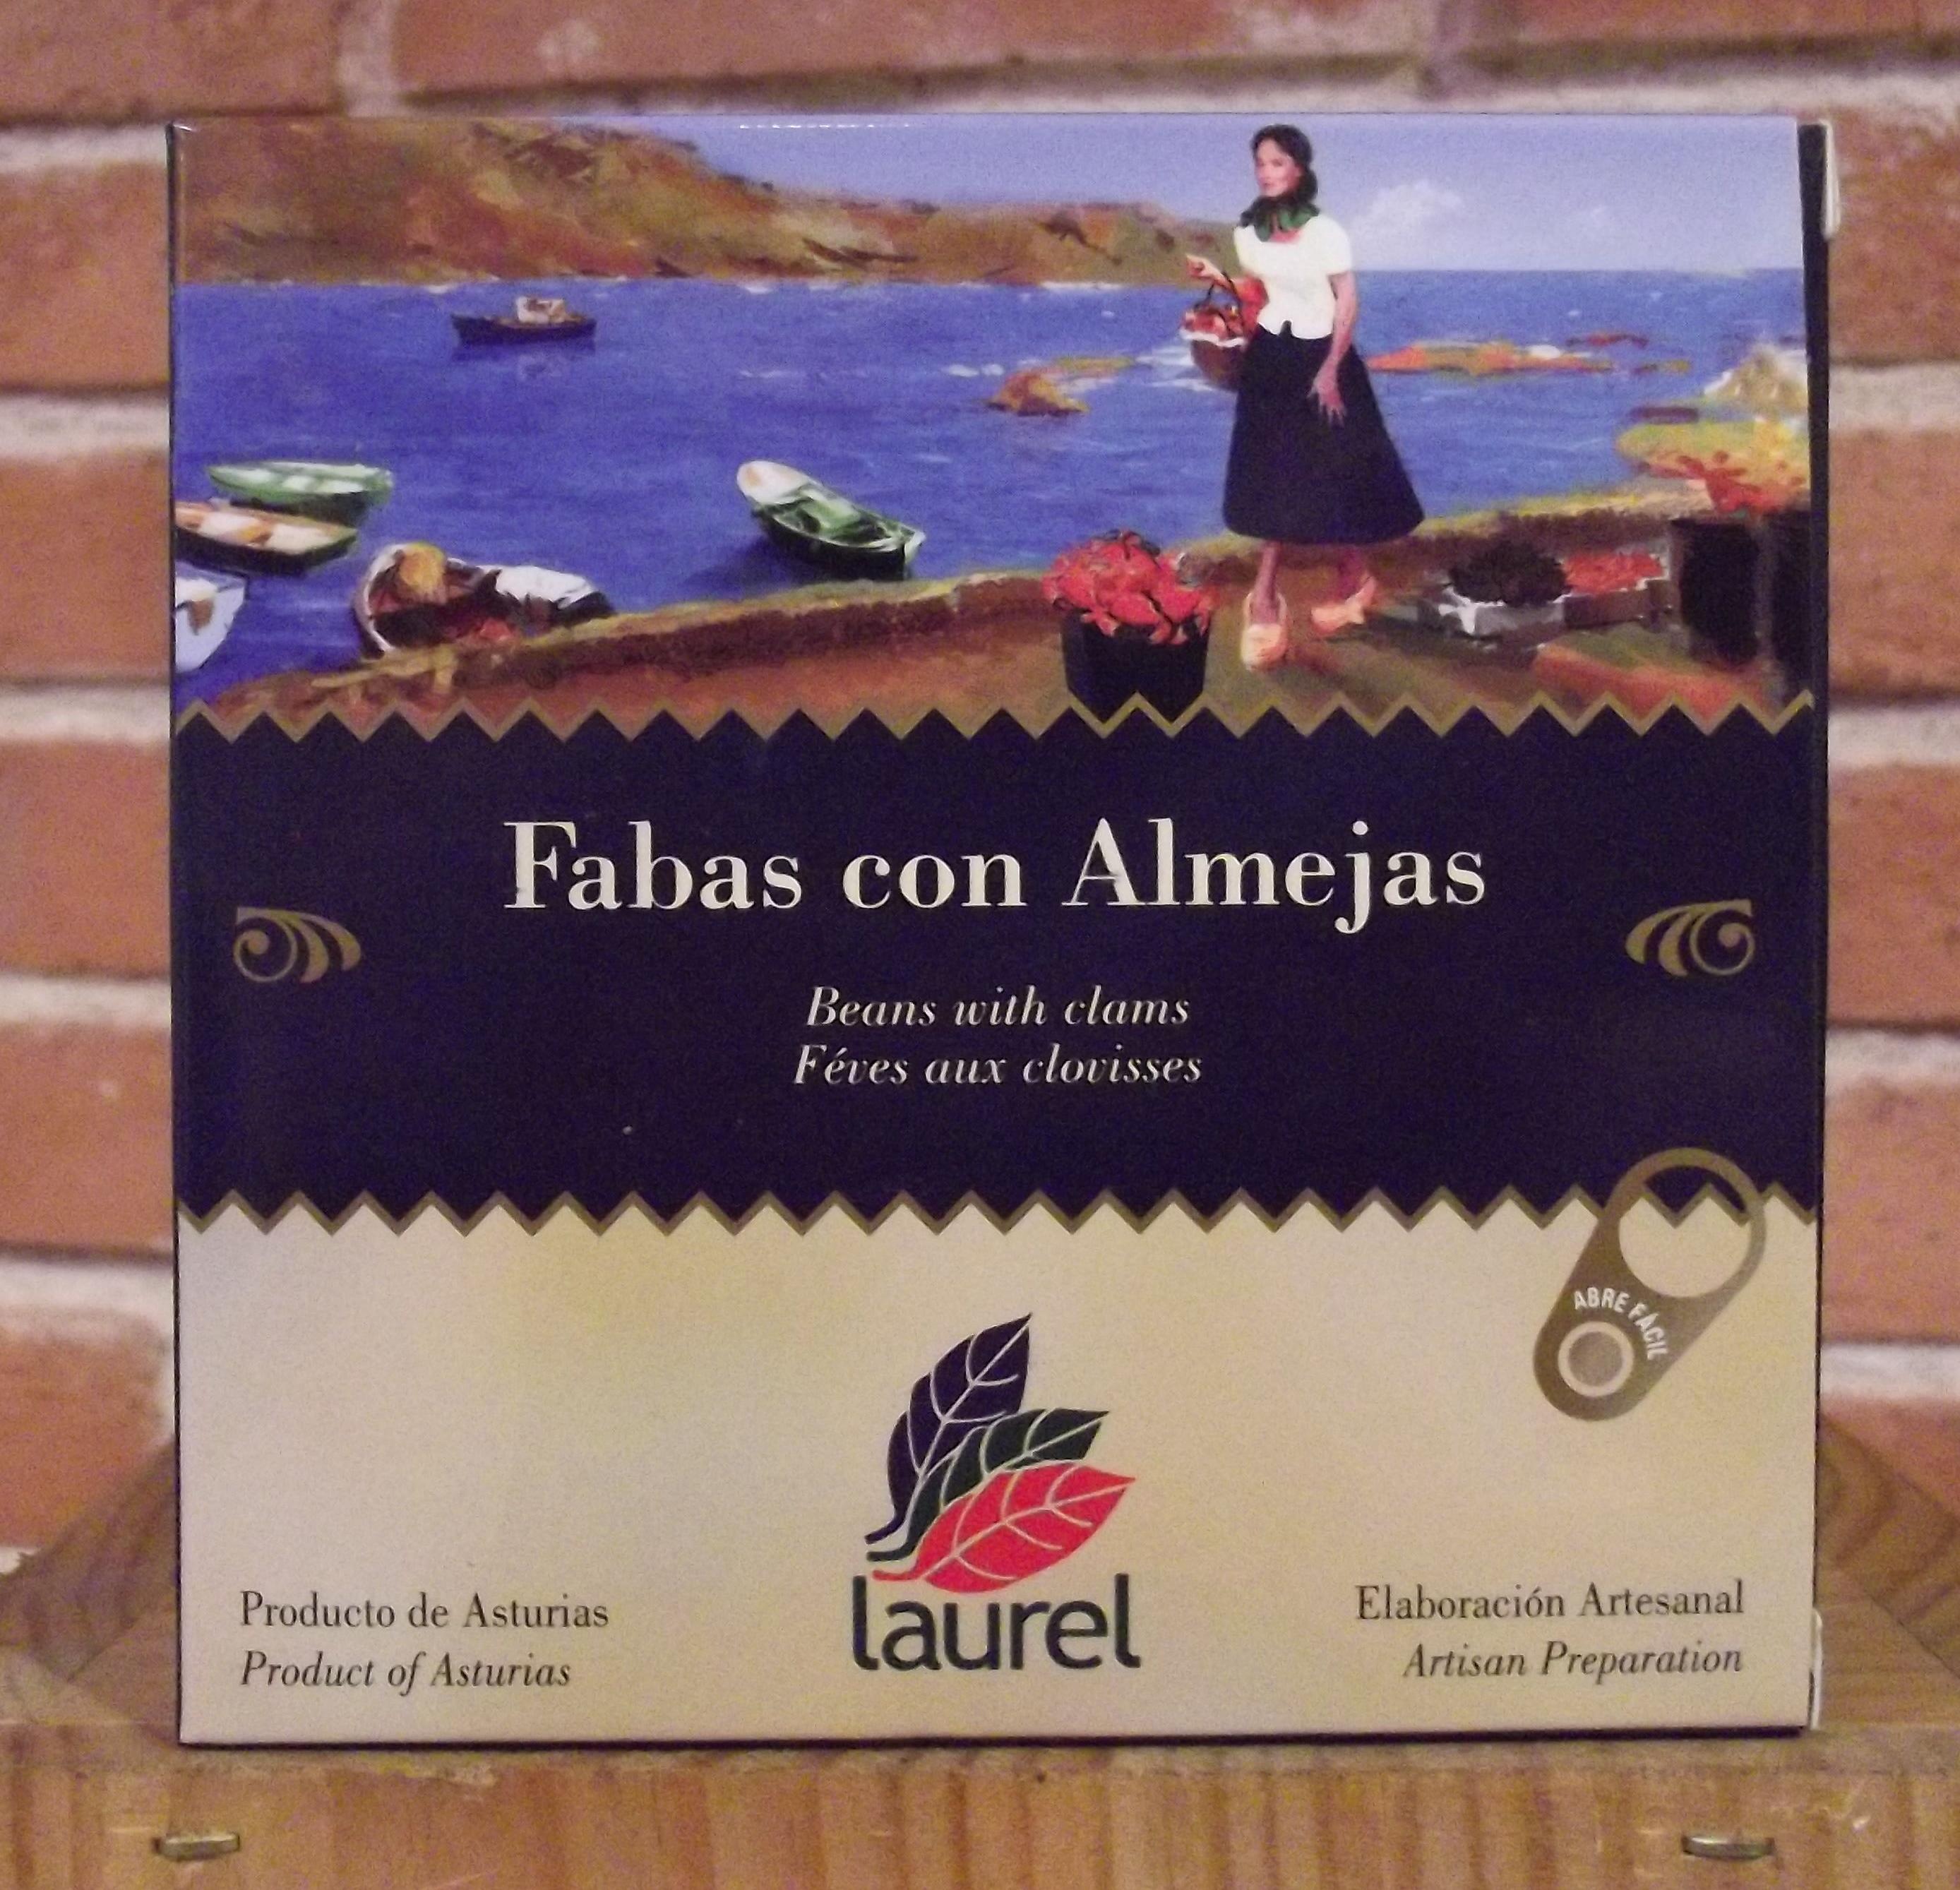 Fabas con Almejas
Beans with clams
Féves aux clovisses
ABRE FÁCIL
laurel
Producto de Asturias
Product of Asturias
Elaboración Artesanal
Artisan Preparation